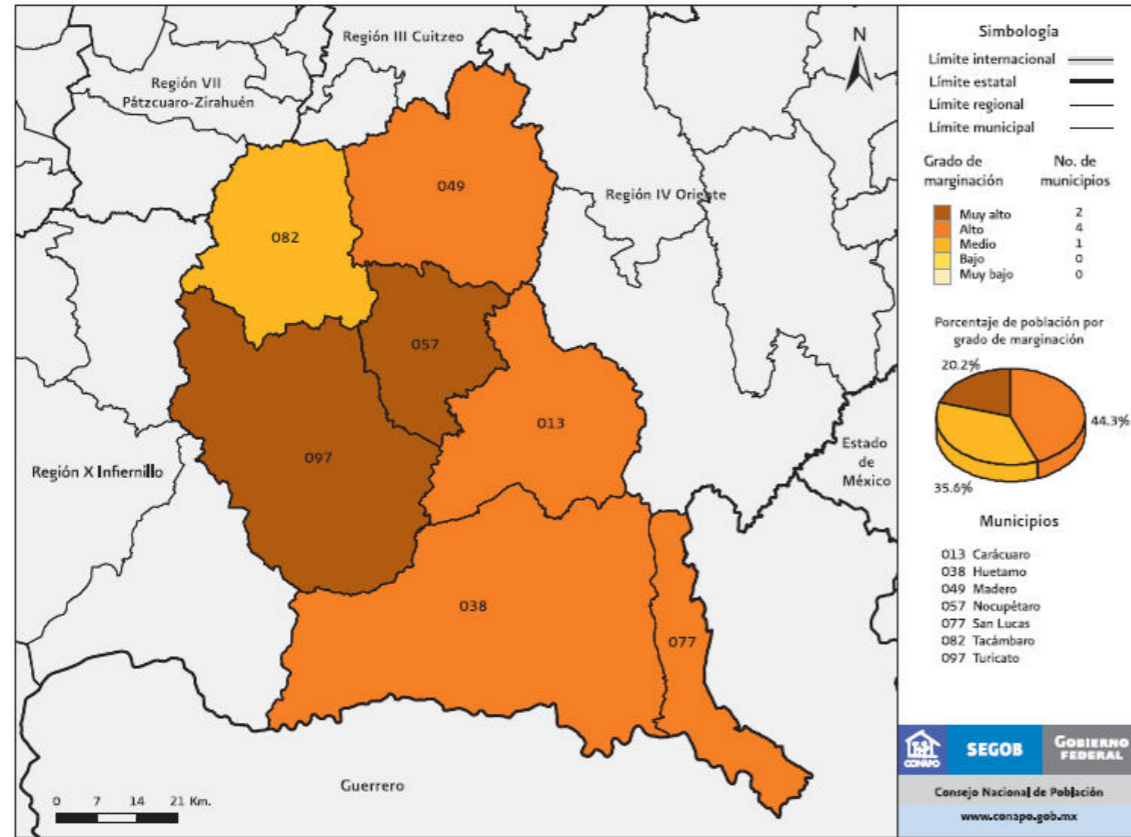 Región III Cuitzeo
N
Región VII
Pátzcuaro-Zirahuén
049
Región IV Oriente
082
057
013
Estado
de
México
097
Región X Infiernillo
038
077
Guerrero
0 7 14 21 Km.
Simbología
Límite internacional
Límite estatal
Límite regional
Límite municipal
Grado de marginación No. de municipios
Muy alto 2
Alto 4
Medio 1
Bajo 0
Muy bajo 0
Porcentaje de población por
grado de marginación
20.2%
44.3%
35.6%
Municipios
013 Carácuaro
038 Huetamo
049 Madero
057 Nocupétaro
077 San Lucas
082 Tacámbaro
097 Turicato
CONAPO
SEGOB
GOBIERNO
FEDERAL
Consejo Nacional de Población
www.conapo.gob.mx